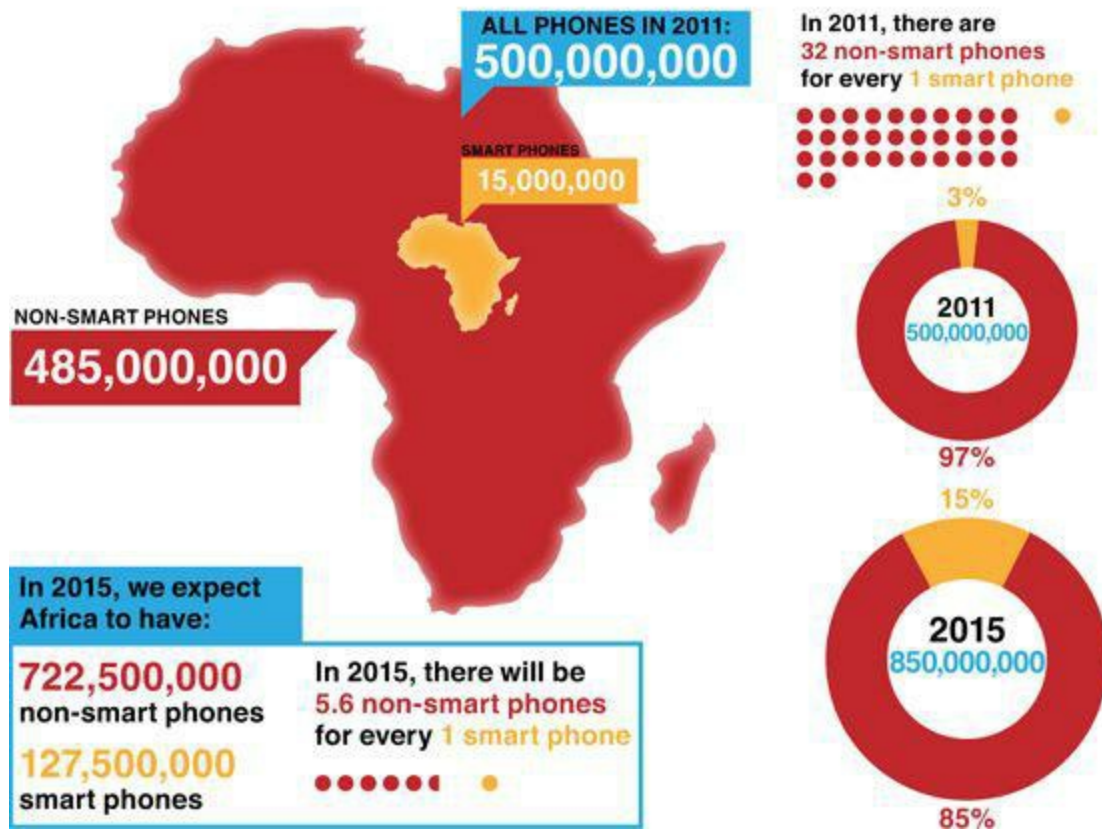 ALL PHONES IN 2011:
500,000,000
SMART PHONES
15,000,000
NON-SMART PHONES
485,000,000
In 2011, there are
32 non-smart phones
for every 1 smart phone
3%
2011
500,000,000
97%
15%
2015
850,000,000
85%
In 2015, we expect
Africa to have:
722,500,000
non-smart phones
127,500,000
smart phones
In 2015, there will be
5.6 non-smart phones
for every 1 smart phone